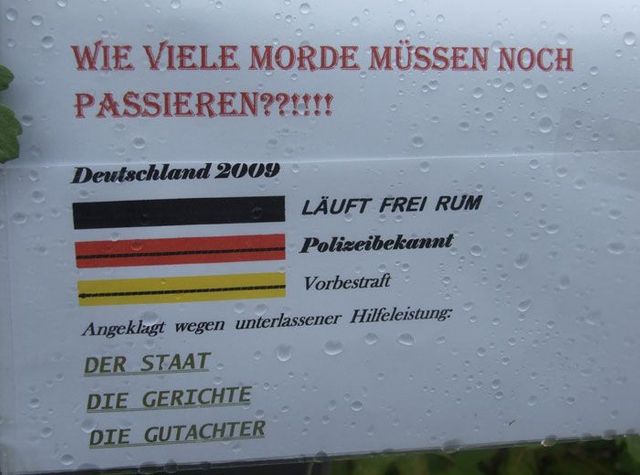 WIE VIELE MORDE MÜSSEN NOCH
PASSIEREN??!!!!
Deutschland 2009
LÄUFT FREI RUM
Polizeibekannt
Vorbestraft
Angeklagt wegen unterlassener Hilfeleistung:
DER STAAT
DIE GERICHTE
DIE GUTACHTER